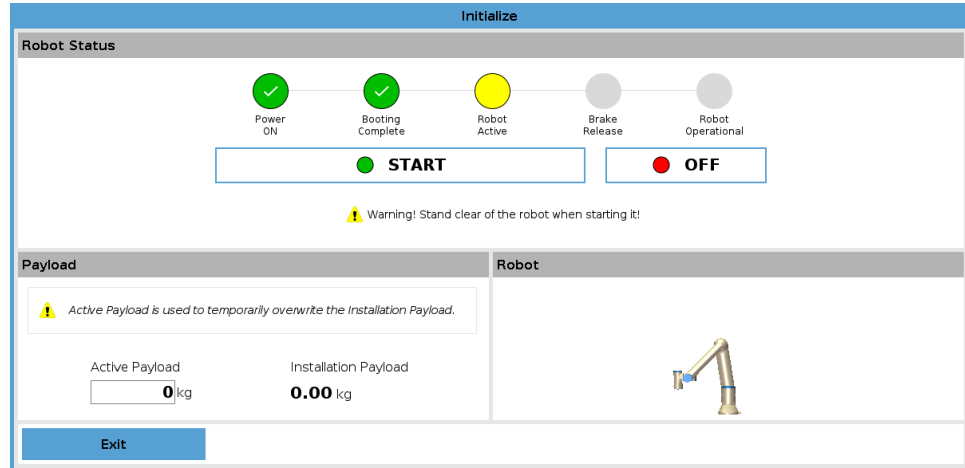 Initialize
Robot Status
Power
ON
Booting
Complete
Robot
Active
Brake
Release
Robot
Operational
START
OFF
Warning! Stand clear of the robot when starting it!
Payload
Robot
Active Payload is used to temporarily overwrite the Installation Payload.
Active Payload
Installation Payload
0 kg
0.00 kg
Exit